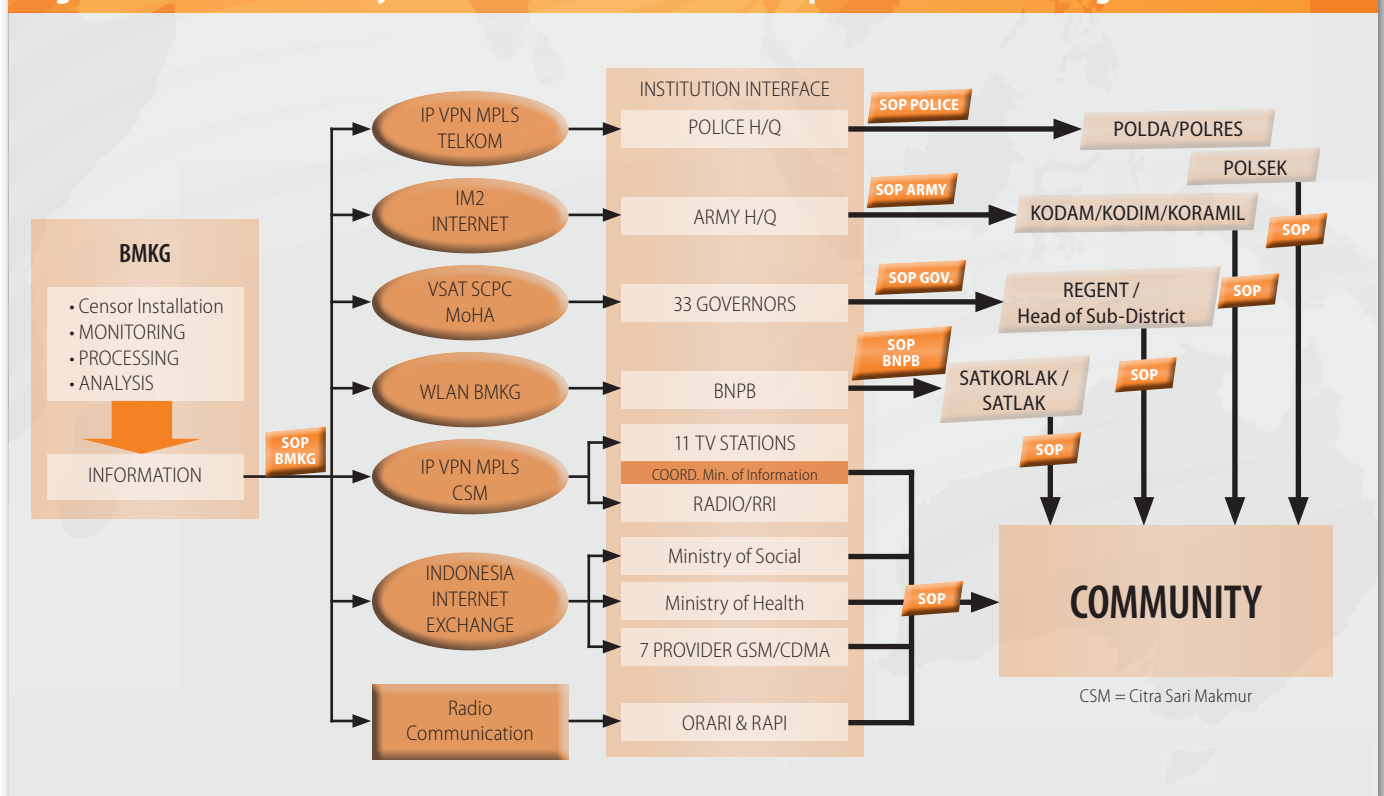 BMKG
• Censor Installation
• MONITORING
• PROCESSING
• ANALYSIS
INFORMATION
SOP
BMKG
IP VPN MPLS
TELKOM
IM2
INTERNET
VSAT SCPC
MoHA
WLAN BMKG
IP VPN MPLS
CSM
INDONESIA
INTERNET
EXCHANGE
Radio
Communication
INSTITUTION INTERFACE
POLICE H/Q
ARMY H/Q
33 GOVERNORS
BNPB
11 TV STATIONS
COORD. Min. of Information
RADIO/RRI
Ministry of Social
Ministry of Health
7 PROVIDER GSM/CDMA
ORARI & RAPI
SOP POLICE
POLDA/POLRES
POLSEK
SOP
SOP ARMY
KODAM/KODIM/KORAMIL
SOP
SOP GOV.
REGENT /
Head of Sub-District
SOP
SOP
BNPB
SATKORLAK /
SATLAK
SOP
SOP
COMMUNITY
CSM = Citra Sari Makmur